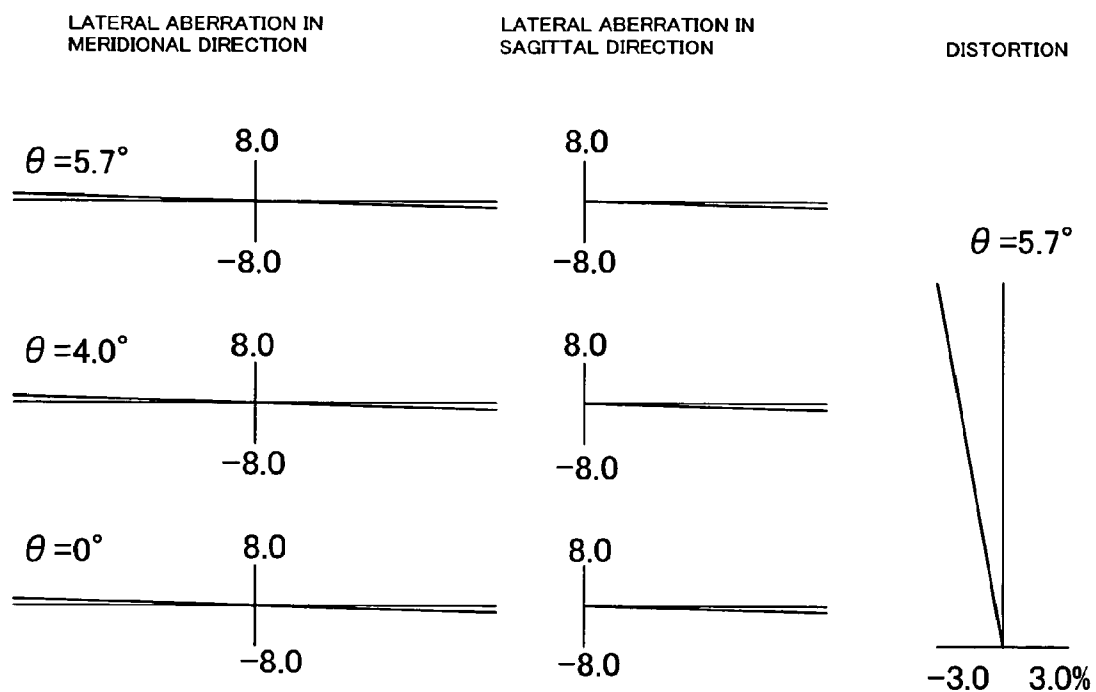 LATERAL ABERRATION IN
MERIDIONAL DIRECTION
LATERAL ABERRATION IN
SAGITTAL DIRECTION
DISTORTION
θ=5.7°
8.0
−8.0
8.0
−8.0
θ=4.0°
8.0
−8.0
8.0
−8.0
θ=0°
8.0
−8.0
8.0
−8.0
θ=5.7°
−3.0 3.0%